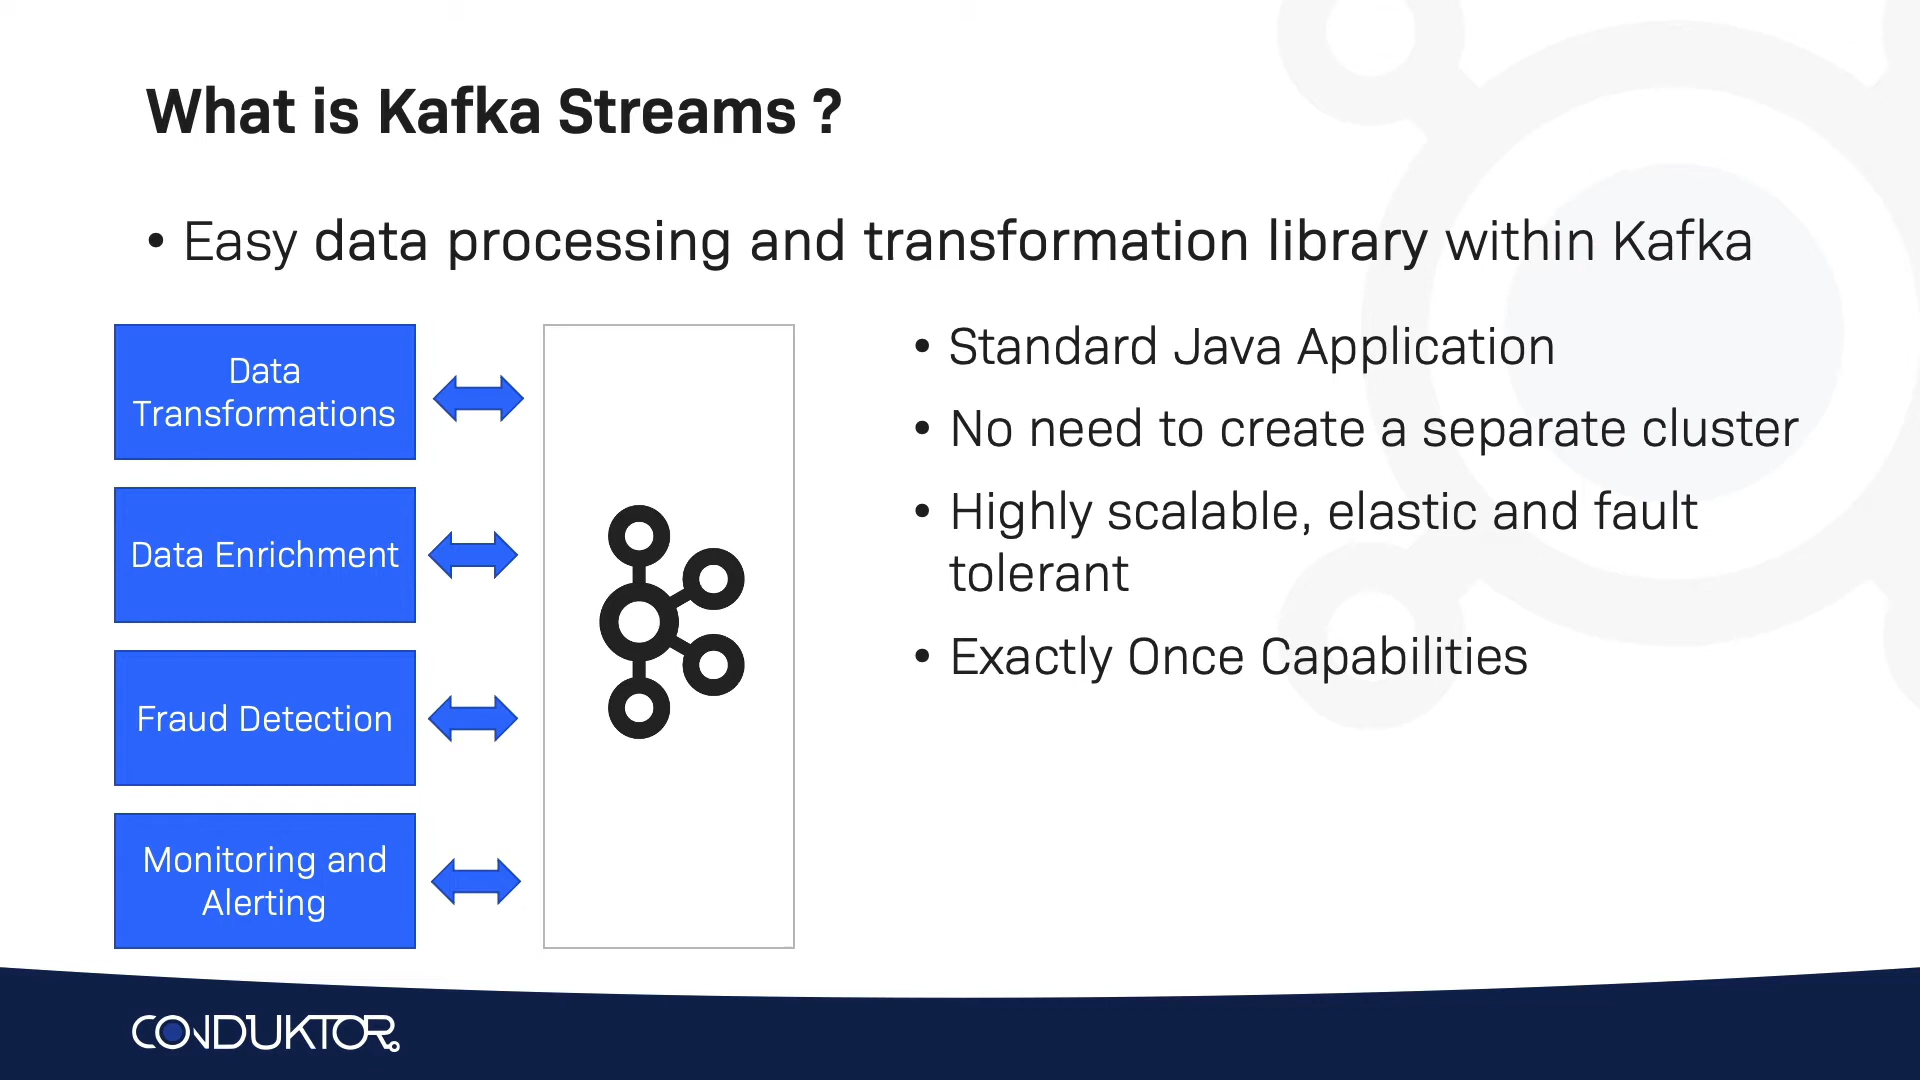 What is Kafka Streams ?
• Easy data processing and transformation library within Kafka
Data
Transformations
Data Enrichment
Fraud Detection
Monitoring and
Alerting
• Standard Java Application
• No need to create a separate cluster
• Highly scalable, elastic and fault
tolerant
• Exactly Once Capabilities
CONDUKTOR